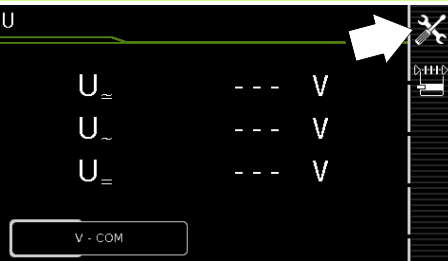 U
U≃ --- V
U~ --- V
U= --- V
V - COM